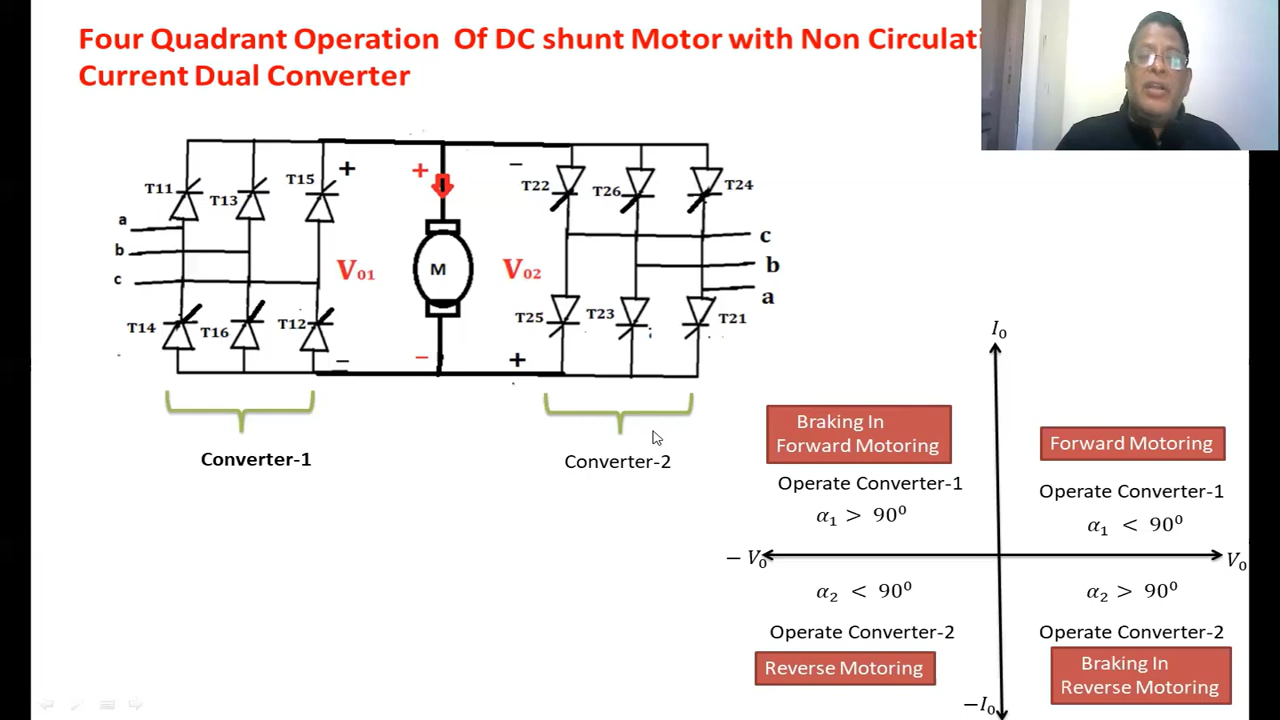 Four Quadrant Operation Of DC shunt Motor with Non Circulati
Current Dual Converter
T11
T13
T15
+
+
−
T22
T26
T24
a
b
c
V01
M
V02
c
b
a
T14
T16
T12
T25
T23
T21
−
−
+
Converter-1
Converter-2
I₀
Braking In
Forward Motoring
Forward Motoring
Operate Converter-1
Operate Converter-1
α₁ > 90⁰
α₁ < 90⁰
− V₀
V₀
α₂ < 90⁰
α₂ > 90⁰
Operate Converter-2
Operate Converter-2
Reverse Motoring
Braking In
Reverse Motoring
−I₀